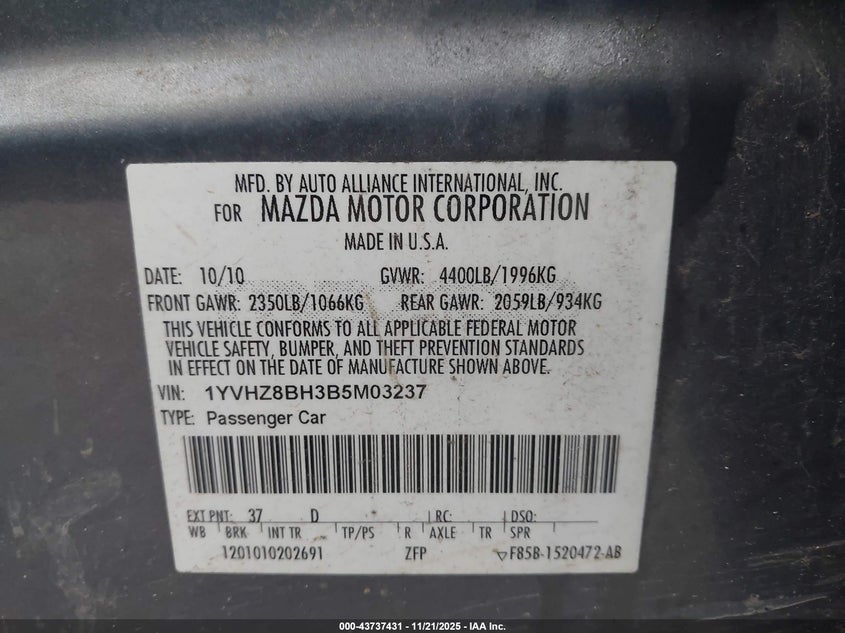 MFD. BY AUTO ALLIANCE INTERNATIONAL, INC.
FOR MAZDA MOTOR CORPORATION
MADE IN U.S.A.
DATE: 10/10 GVWR: 4400LB/1996KG
FRONT GAWR: 2350LB/1066KG REAR GAWR: 2059LB/934KG
THIS VEHICLE CONFORMS TO ALL APPLICABLE FEDERAL MOTOR
VEHICLE SAFETY, BUMPER, AND THEFT PREVENTION STANDARDS
IN EFFECT ON THE DATE OF MANUFACTURE SHOWN ABOVE.
VIN: 1YVHZ8BH3B5M03237
TYPE: Passenger Car
EXT PNT: 37 D RC: DSO:
WB BRK INT TR TP/PS R AXLE TR SPR
1201010202691 ZFP F85B-1520472-AB
000-43737431 - 11/21/2025 - IAA Inc.